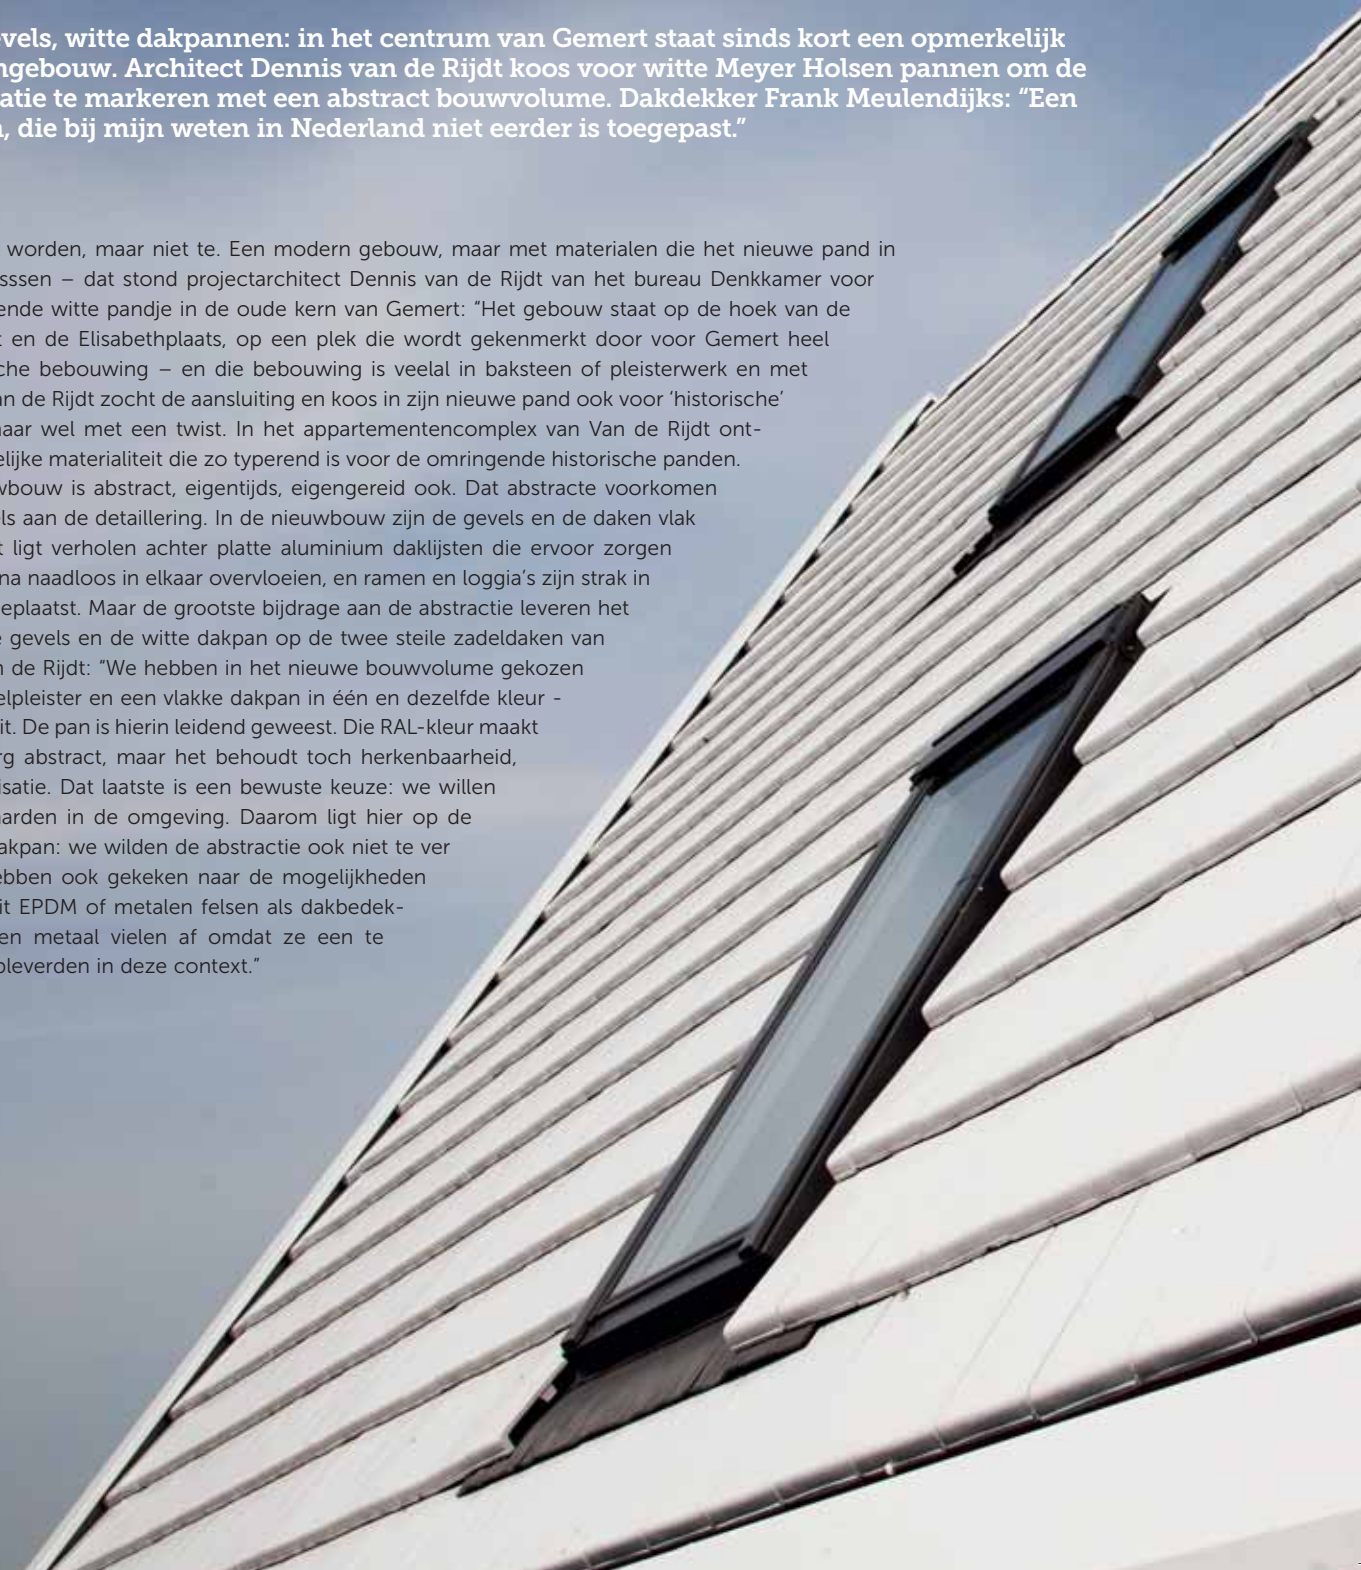 vels, witte dakpannen: in het centrum van Gemert staat sinds kort een opmerkelijk
ngebouw. Architect Dennis van de Rijdt koos voor witte Meyer Holsen pannen om de
atie te markeren met een abstract bouwvolume. Dakdekker Frank Meulendijks: “Een
, die bij mijn weten in Nederland niet eerder is toegepast.”
worden, maar niet te. Een modern gebouw, maar met materialen die het nieuwe pand in
sssen – dat stond projectarchitect Dennis van de Rijdt van het bureau Denkkamer voor
ende witte pandje in de oude kern van Gemert: “Het gebouw staat op de hoek van de
t en de Elisabethplaats, op een plek die wordt gekenmerkt door voor Gemert heel
che bebouwing – en die bebouwing is veelal in baksteen of pleisterwerk en met
an de Rijdt zocht de aansluiting en koos in zijn nieuwe pand ook voor ‘historische’
aar wel met een twist. In het appartementencomplex van Van de Rijdt ont-
elijke materialiteit die zo typerend is voor de omringende historische panden.
wbouw is abstract, eigentijds, eigengereid ook. Dat abstracte voorkomen
ls aan de detaillering. In de nieuwbouw zijn de gevels en de daken vlak
t ligt verholen achter platte aluminium daklijsten die ervoor zorgen
na naadloos in elkaar overvloeien, en ramen en loggia’s zijn strak in
eplaatst. Maar de grootste bijdrage aan de abstractie leveren het
e gevels en de witte dakpan op de twee steile zadeldaken van
n de Rijdt: “We hebben in het nieuwe bouwvolume gekozen
elpleister en een vlakke dakpan in één en dezelfde kleur -
it. De pan is hierin leidend geweest. Die RAL-kleur maakt
rg abstract, maar het behoudt toch herkenbaarheid,
isatie. Dat laatste is een bewuste keuze: we willen
aarden in de omgeving. Daarom ligt hier op de
akpan: we wilden de abstractie ook niet te ver
ebben ook gekeken naar de mogelijkheden
it EPDM of metalen felsen als dakbedek-
en metaal vielen af omdat ze een te
pleverden in deze context.”